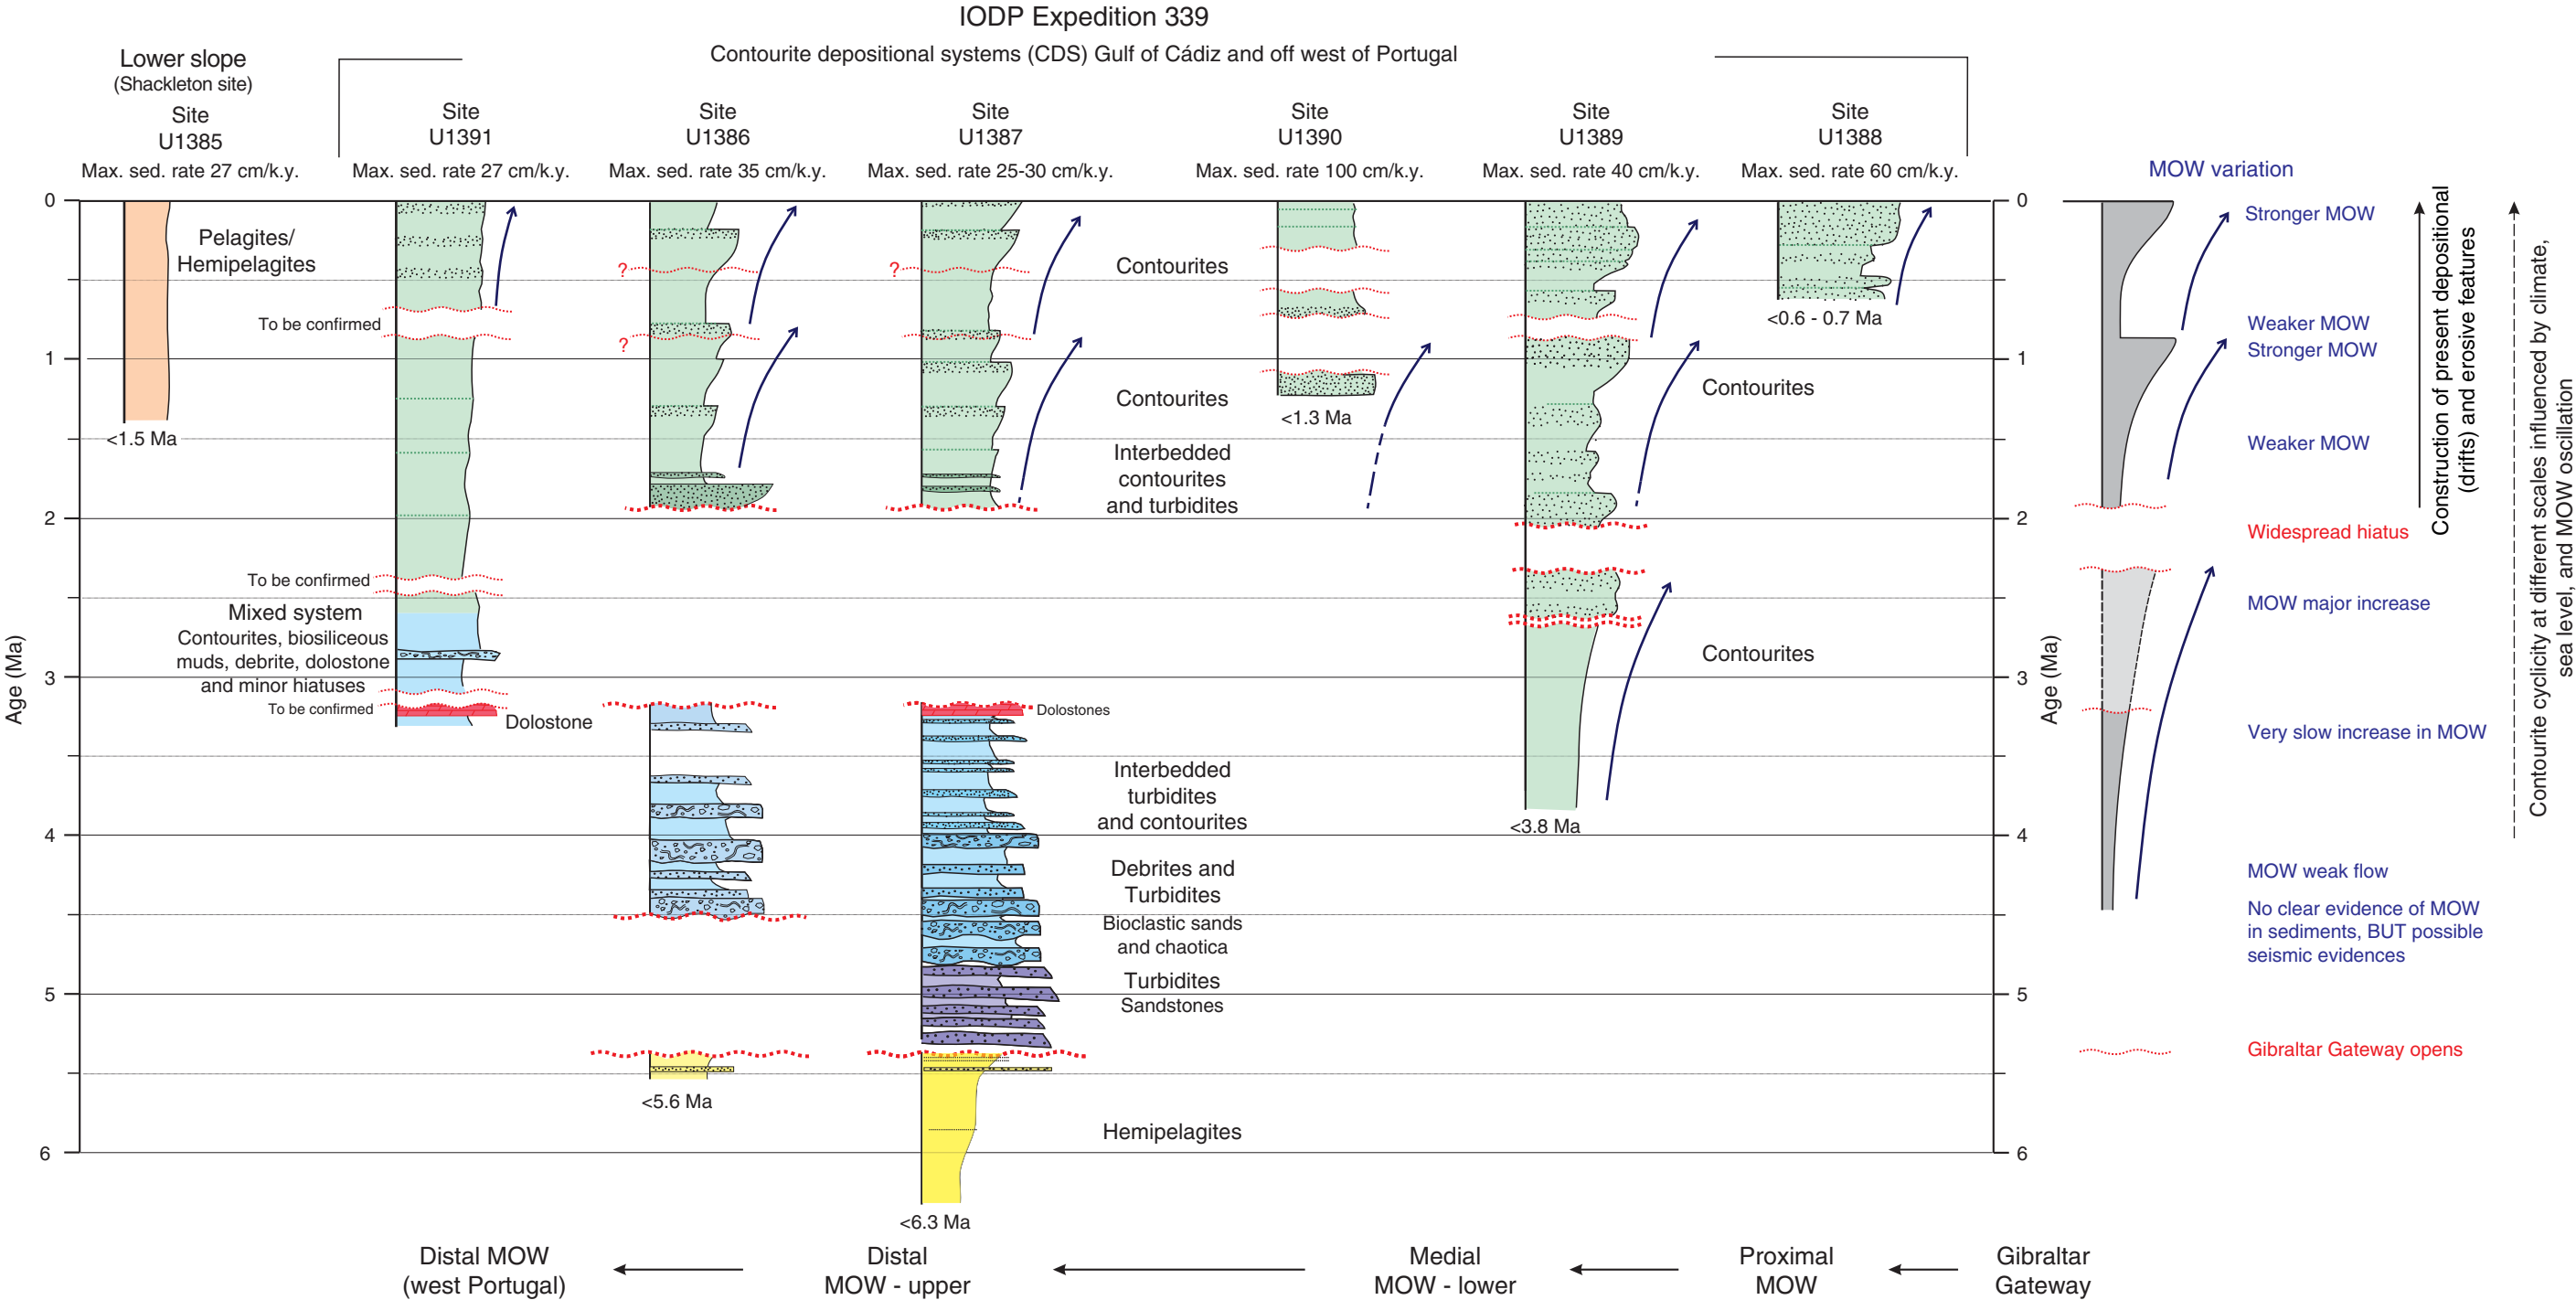 IODP Expedition 339
Contourite depositional systems (CDS) Gulf of Cádiz and off west of Portugal
Lower slope
(Shackleton site)
Site
U1385
Max. sed. rate 27 cm/k.y.
Site
U1391
Max. sed. rate 27 cm/k.y.
Site
U1386
Max. sed. rate 35 cm/k.y.
Site
U1387
Max. sed. rate 25-30 cm/k.y.
Site
U1390
Max. sed. rate 100 cm/k.y.
Site
U1389
Max. sed. rate 40 cm/k.y.
Site
U1388
Max. sed. rate 60 cm/k.y.
MOW variation
Age (Ma)
0
1
2
3
4
5
6
Pelagites/
Hemipelagites
<1.5 Ma
To be confirmed
To be confirmed
Mixed system
Contourites, biosiliceous
muds, debrite, dolostone
and minor hiatuses
To be confirmed
Dolostone
?
?
<5.6 Ma
?
Dolostones
<6.3 Ma
Contourites
Contourites
Interbedded
contourites
and turbidites
Interbedded
turbidites
and contourites
Debrites and
Turbidites
Bioclastic sands
and chaotica
Turbidites
Sandstones
Hemipelagites
<1.3 Ma
<3.8 Ma
<0.6 - 0.7 Ma
Contourites
Contourites
Age (Ma)
0
1
2
3
4
5
6
Stronger MOW
Weaker MOW
Stronger MOW
Weaker MOW
Widespread hiatus
MOW major increase
Very slow increase in MOW
MOW weak flow
No clear evidence of MOW
in sediments, BUT possible
seismic evidences
Gibraltar Gateway opens
Construction of present depositional
(drifts) and erosive features
Contourite cyclicity at different scales influenced by climate,
sea level, and MOW oscillation
Distal MOW
(west Portugal)
Distal
MOW - upper
Medial
MOW - lower
Proximal
MOW
Gibraltar
Gateway